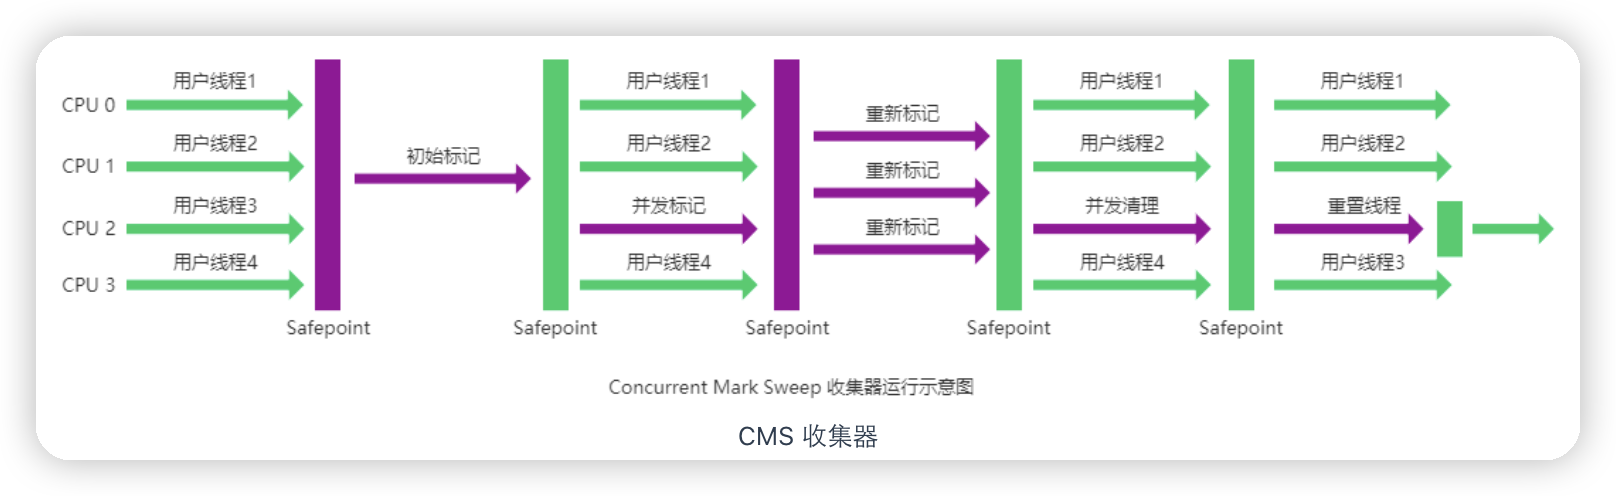 用户线程1 用户线程1 用户线程1 用户线程1
CPU 0
重新标记
用户线程2 用户线程2 用户线程2 用户线程2
初始标记
CPU 1
重新标记
用户线程3 并发标记 并发清理 重置线程
CPU 2
重新标记
用户线程4 用户线程4 用户线程4 用户线程3
CPU 3
Safepoint Safepoint Safepoint Safepoint Safepoint
Concurrent Mark Sweep 收集器运行示意图
CMS 收集器